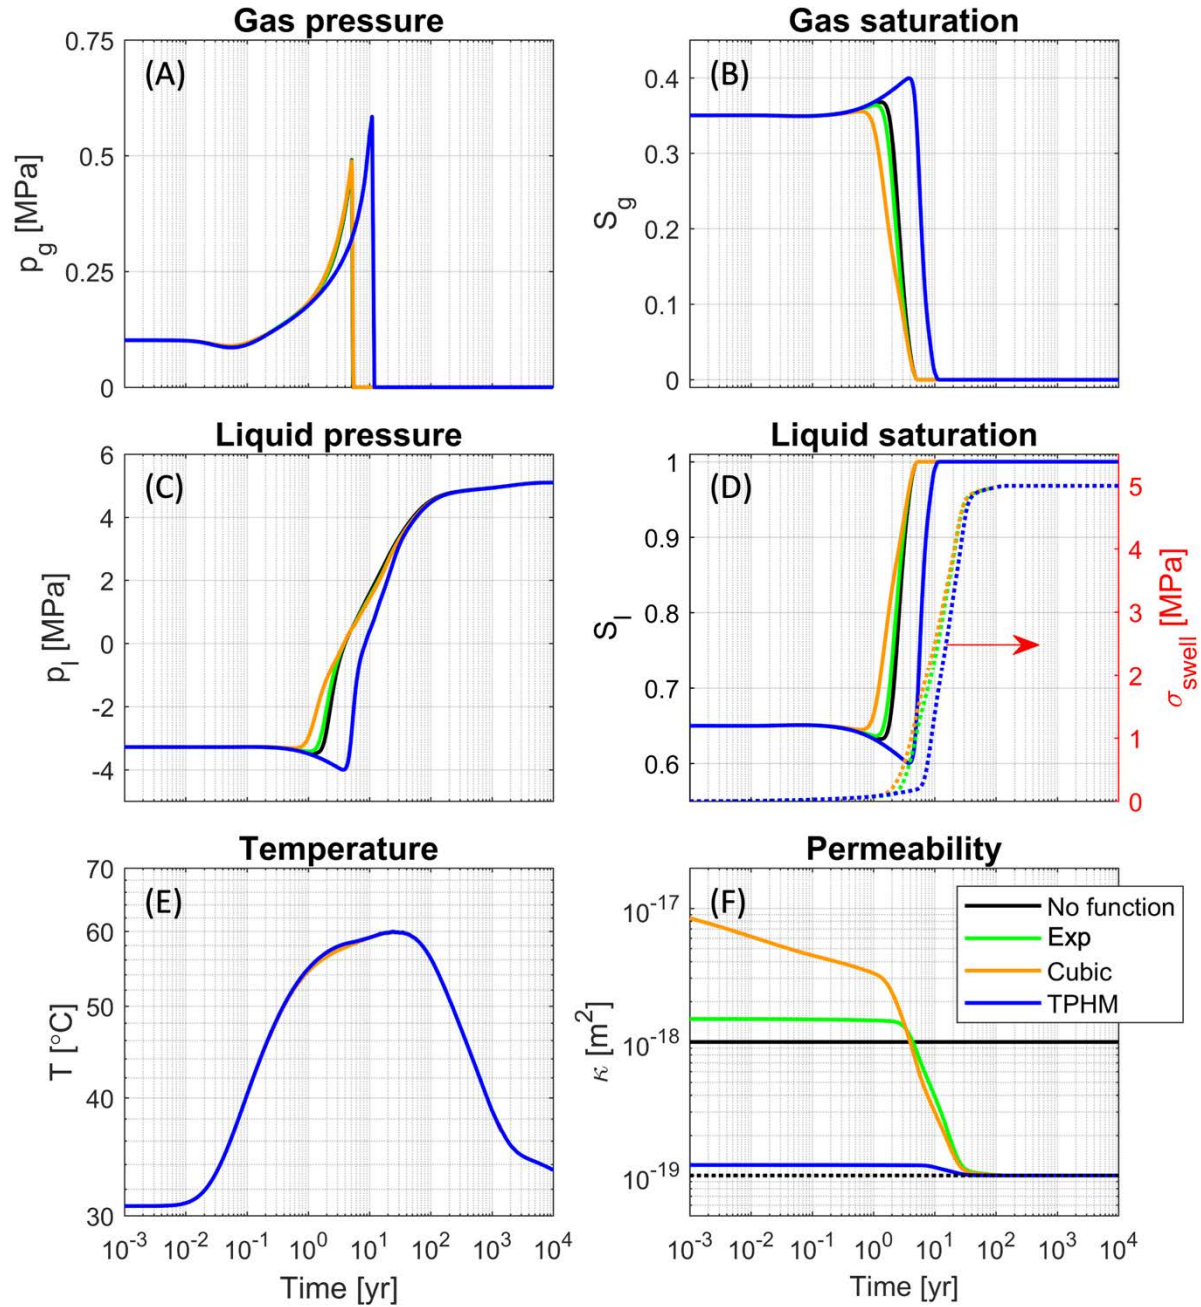 Gas pressure
(A)
0.75
0.5
0.25
0
p_g [MPa]
Gas saturation
(B)
0.4
0.3
0.2
0.1
0
S_g
Liquid pressure
(C)
6
4
2
0
-2
-4
p_l [MPa]
Liquid saturation
(D)
1
0.9
0.8
0.7
0.6
S_l
5
4
3
2
1
0
σ_swell [MPa]
Temperature
(E)
70
60
50
40
30
T [°C]
10^-3 10^-2 10^-1 10^0 10^1 10^2 10^3 10^4
Time [yr]
Permeability
(F)
10^-17
10^-18
10^-19
κ [m^2]
No function
Exp
Cubic
TPHM
10^-3 10^-2 10^-1 10^0 10^1 10^2 10^3 10^4
Time [yr]